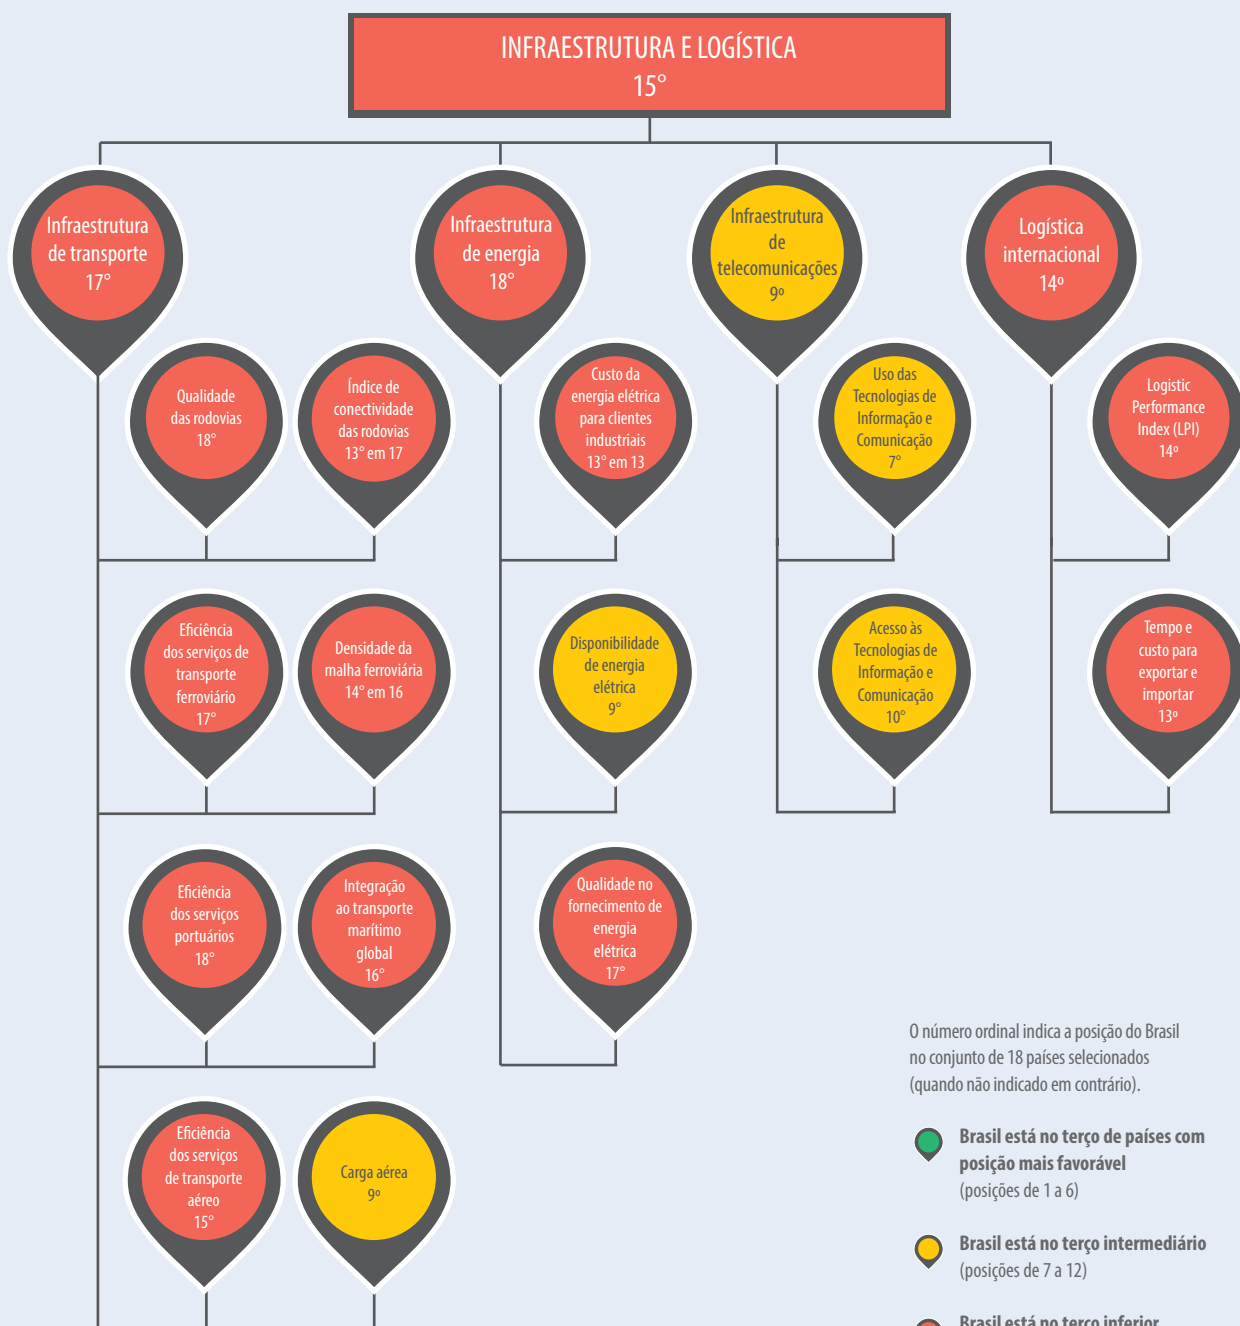 INFRAESTRUTURA E LOGÍSTICA
15°
Infraestrutura
de transporte
17°
Infraestrutura
de energia
18°
Infraestrutura
de
telecomunicações
9º
Logística
internacional
14º
Qualidade
das rodovias
18°
Índice de
conectividade
das rodovias
13° em 17
Custo da
energia elétrica
para clientes
industriais
13° em 13
Uso das
Tecnologias de
Informação e
Comunicação
7°
Logistic
Performance
Index (LPI)
14º
Eficiência
dos serviços de
transporte
ferroviário
17°
Densidade da
malha ferroviária
14° em 16
Disponibilidade
de energia
elétrica
9°
Acesso às
Tecnologias de
Informação e
Comunicação
10°
Tempo e
custo para
exportar e
importar
13º
Eficiência
dos serviços
portuários
18°
Integração
ao transporte
marítimo
global
16°
Qualidade no
fornecimento de
energia
elétrica
17°
Eficiência
dos serviços
de transporte
aéreo
15°
Carga aérea
9º
O número ordinal indica a posição do Brasil
no conjunto de 18 países selecionados
(quando não indicado em contrário).
Brasil está no terço de países com
posição mais favorável
(posições de 1 a 6)
Brasil está no terço intermediário
(posições de 7 a 12)
Brasil está no terço inferior